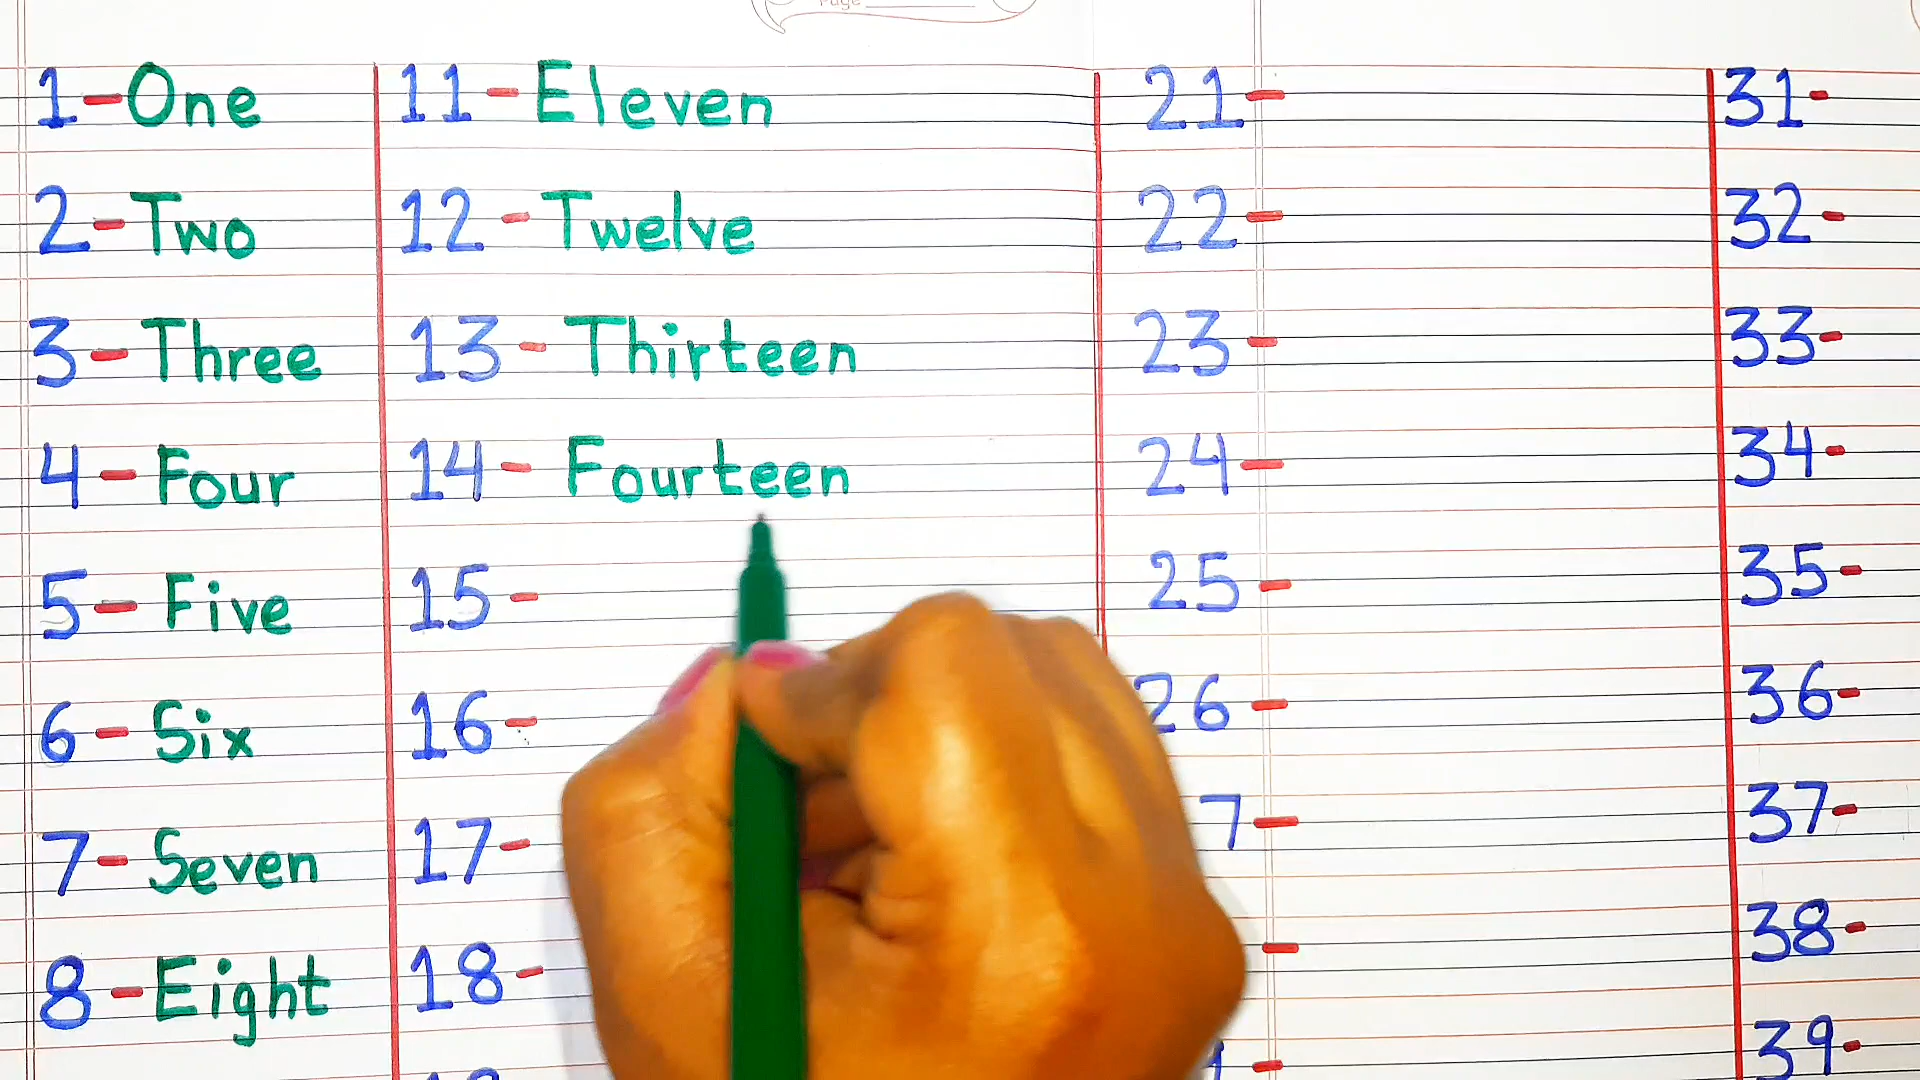 Page
1-One 11-Eleven 21- 31-
2-Two 12-Twelve 22- 32-
3-Three 13-Thirteen 23- 33-
4-Four 14-Fourteen 24- 34-
5-Five 15- 25- 35-
6-Six 16- 26- 36-
7-Seven 17- 7- 37-
8-Eight 18- - 38-
- 39-